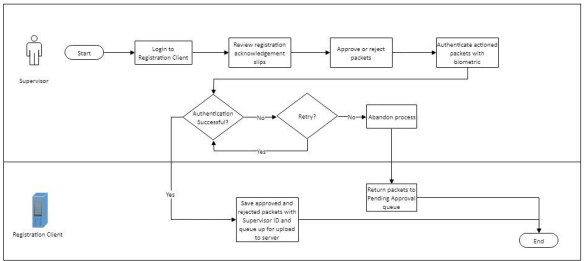 Supervisor
Start
Login to
Registration Client
Review registration
acknowledgement
slips
Approve or reject
packets
Authenticate actioned
packets with
biometric
Authentication
Successful?
No
Retry?
No
Abandon process
Yes
Yes
Registration Client
Save approved and
rejected packets with
Supervisor ID and
queue up for upload
to server
Return packets to
Pending Approval
queue
End